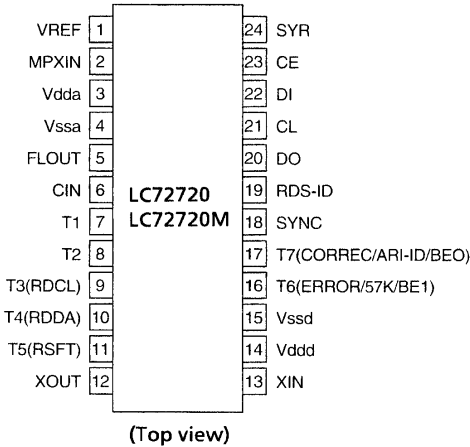 VREF 1 24 SYR
MPXIN 2 23 CE
Vdda 3 22 DI
Vssa 4 21 CL
FLOUT 5 20 DO
CIN 6 19 RDS-ID
LC72720
LC72720M
T1 7 18 SYNC
T2 8 17 T7(CORREC/ARI-ID/BEO)
T3(RDCL) 9 16 T6(ERROR/57K/BE1)
T4(RDDA) 10 15 Vssd
T5(RSFT) 11 14 Vddd
XOUT 12 13 XIN
(Top view)